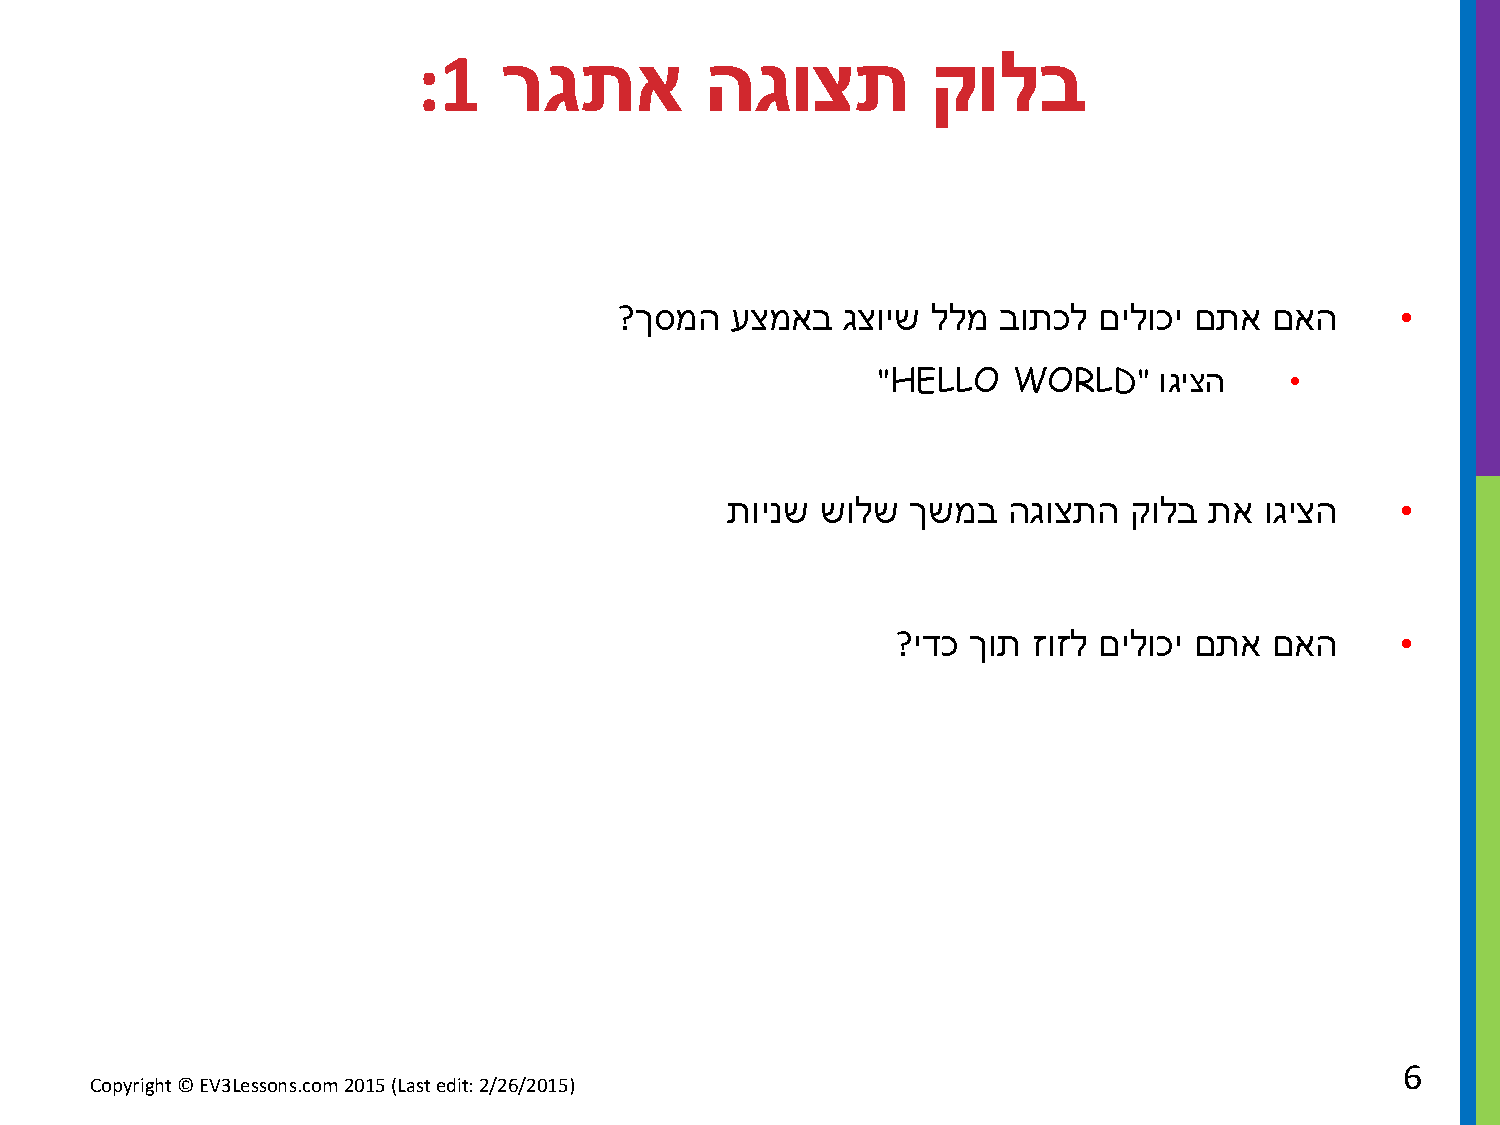 בלוק תצוגה אתגר 1:
• האם אתם יכולים לכתוב מלל שיוצג באמצע המסך?
• הציגו "HELLO WORLD"
• הציגו את בלוק התצוגה במשך שלוש שניות
• האם אתם יכולים לזוז תוך כדי?
Copyright © EV3Lessons.com 2015 (Last edit: 2/26/2015)
6